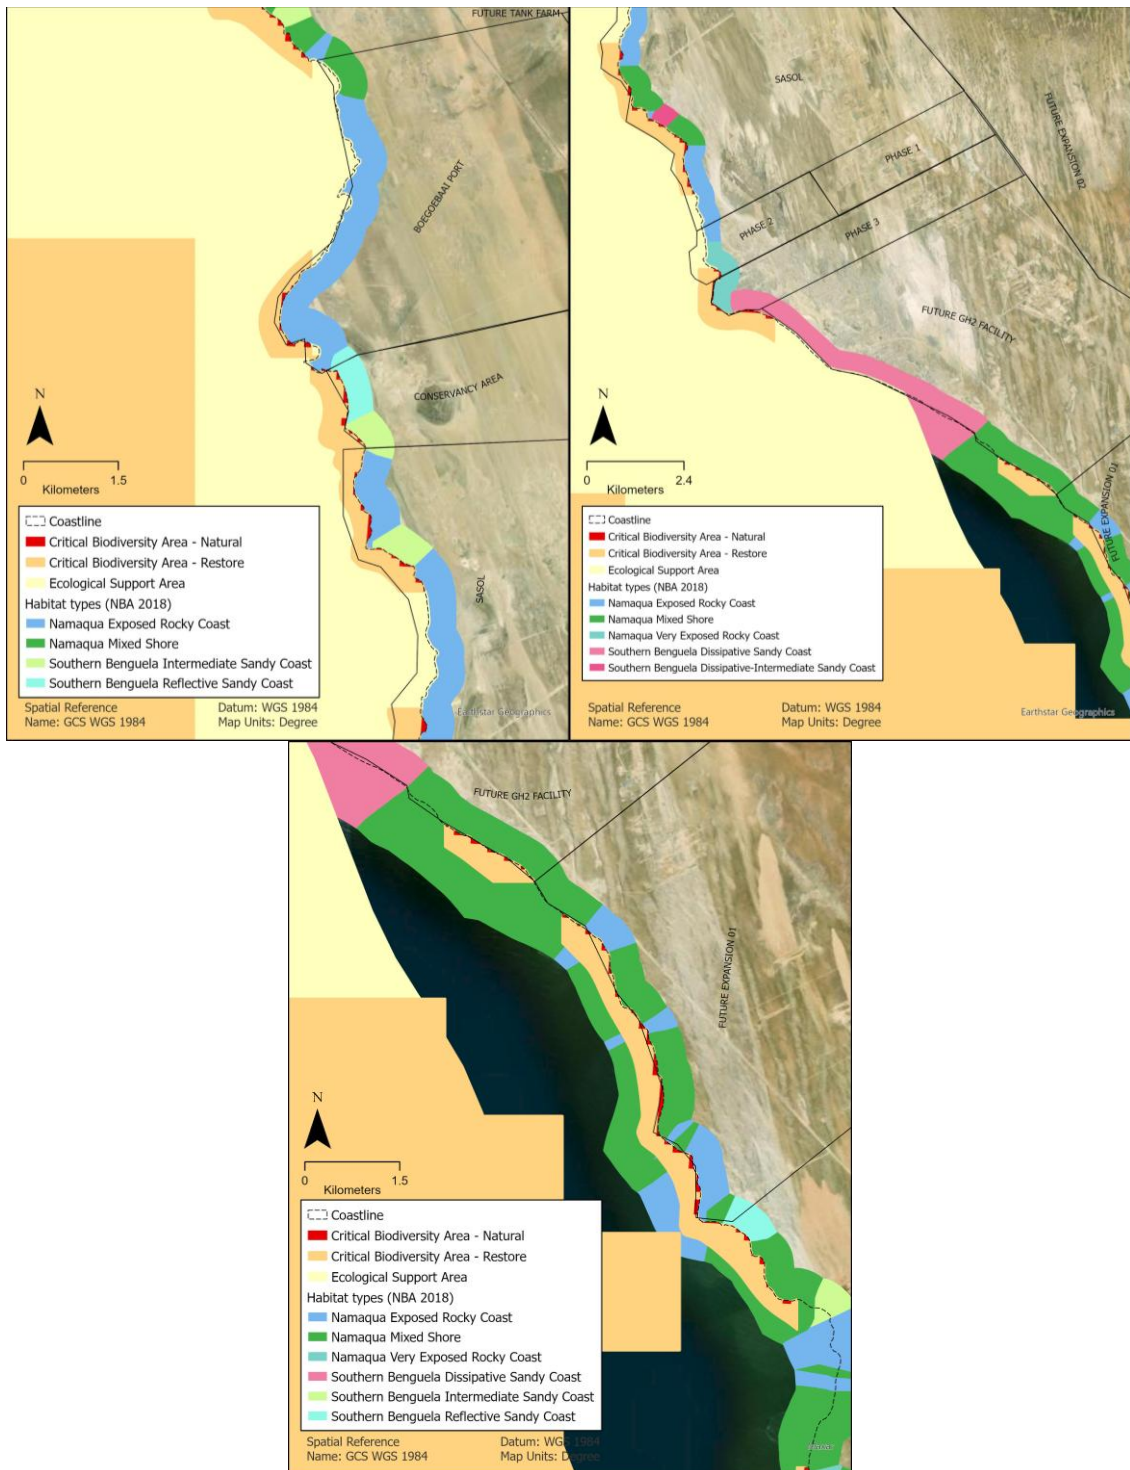 FUTURE TANK FARM
BOEGOEBAAI PORT
CONSERVANCY AREA
SASOL
N
0 1.5
Kilometers
Coastline
Critical Biodiversity Area - Natural
Critical Biodiversity Area - Restore
Ecological Support Area
Habitat types (NBA 2018)
Namaqua Exposed Rocky Coast
Namaqua Mixed Shore
Southern Benguela Intermediate Sandy Coast
Southern Benguela Reflective Sandy Coast
Spatial Reference Datum: WGS 1984
Name: GCS WGS 1984 Map Units: Degree
Earthstar Geographics
SASOL
FUTURE EXPANSION 02
PHASE 1
PHASE 2
PHASE 3
FUTURE GH2 FACILITY
FUTURE EXPANSION 01
N
0 2.4
Kilometers
Coastline
Critical Biodiversity Area - Natural
Critical Biodiversity Area - Restore
Ecological Support Area
Habitat types (NBA 2018)
Namaqua Exposed Rocky Coast
Namaqua Mixed Shore
Namaqua Very Exposed Rocky Coast
Southern Benguela Dissipative Sandy Coast
Southern Benguela Dissipative-Intermediate Sandy Coast
Spatial Reference Datum: WGS 1984
Name: GCS WGS 1984 Map Units: Degree
Earthstar Geographics
FUTURE GH2 FACILITY
FUTURE EXPANSION 01
N
0 1.5
Kilometers
Coastline
Critical Biodiversity Area - Natural
Critical Biodiversity Area - Restore
Ecological Support Area
Habitat types (NBA 2018)
Namaqua Exposed Rocky Coast
Namaqua Mixed Shore
Namaqua Very Exposed Rocky Coast
Southern Benguela Dissipative Sandy Coast
Southern Benguela Intermediate Sandy Coast
Southern Benguela Reflective Sandy Coast
Spatial Reference Datum: WGS 1984
Name: GCS WGS 1984 Map Units: Degree